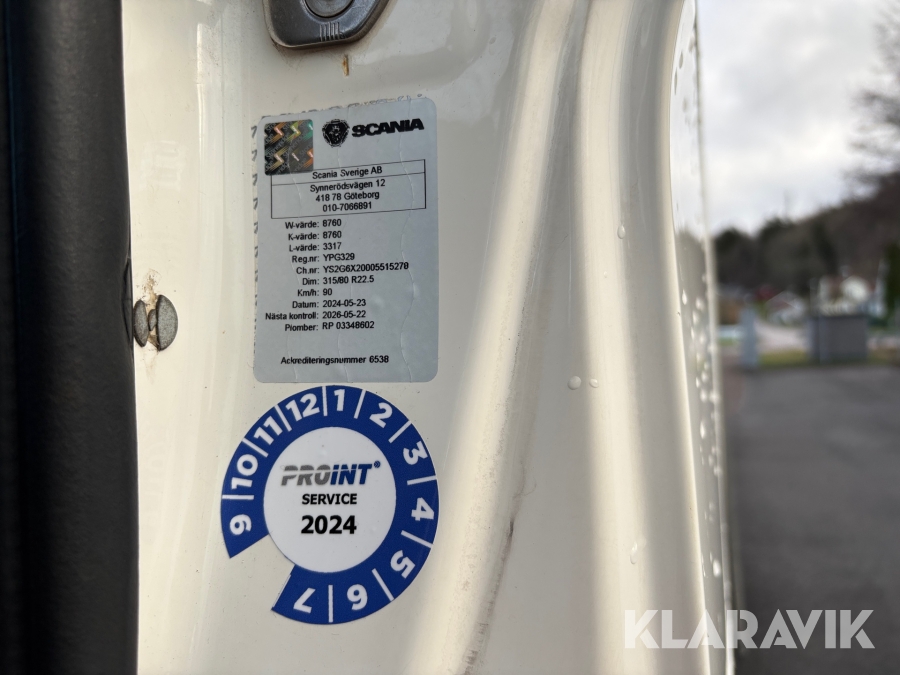 SCANIA
Scania Sverige AB
Synnerödsvägen 12
418 78 Göteborg
010-7066891
W-värde: 8760
K-värde: 8760
L-värde: 3317
Reg.nr: YPG329
Ch.nr: YS2G6X20005515270
Dim: 315/80 R22.5
Km/h: 90
Datum: 2024-05-23
Nästa kontroll: 2026-05-22
Plomber: RP 03348602
Ackrediteringsnummer 6538
9 10 11 12 1 2 3 4 5 6 7
PROINT®
SERVICE
2024
KLARAVIK